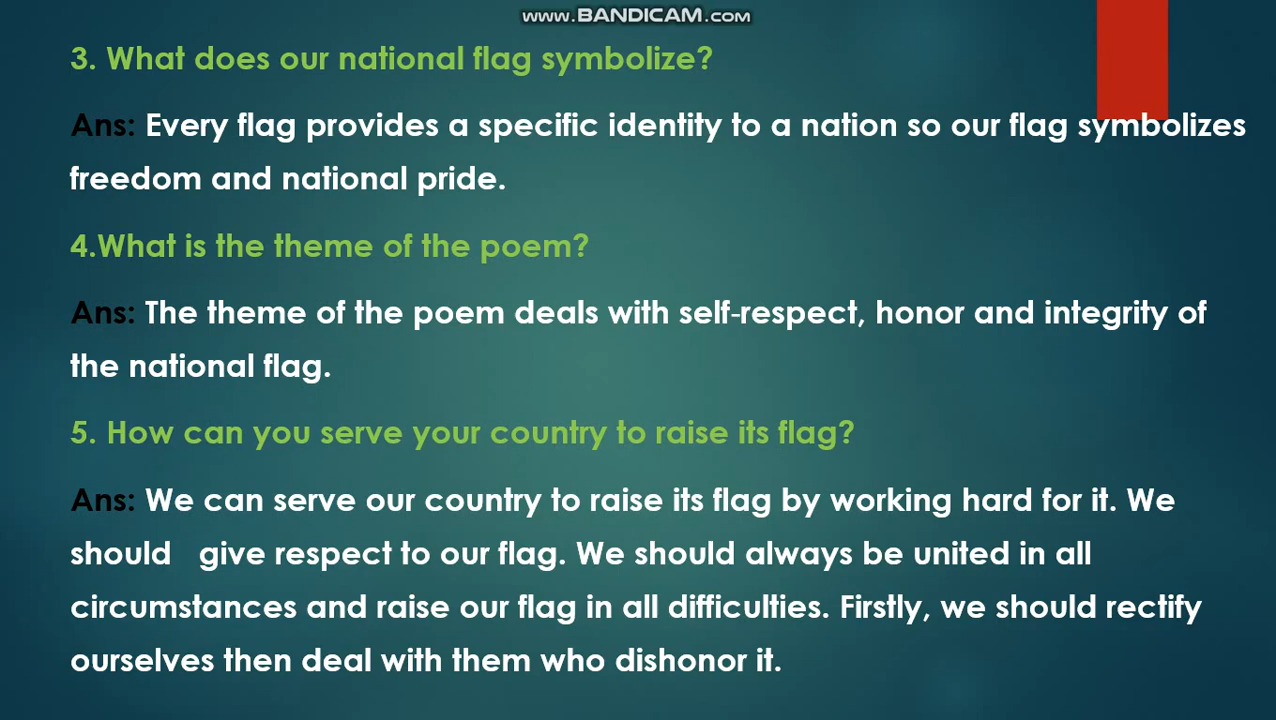 www.BANDICAM.com
3. What does our national flag symbolize?
Ans: Every flag provides a specific identity to a nation so our flag symbolizes
freedom and national pride.
4.What is the theme of the poem?
Ans: The theme of the poem deals with self-respect, honor and integrity of
the national flag.
5. How can you serve your country to raise its flag?
Ans: We can serve our country to raise its flag by working hard for it. We
should   give respect to our flag. We should always be united in all
circumstances and raise our flag in all difficulties. Firstly, we should rectify
ourselves then deal with them who dishonor it.